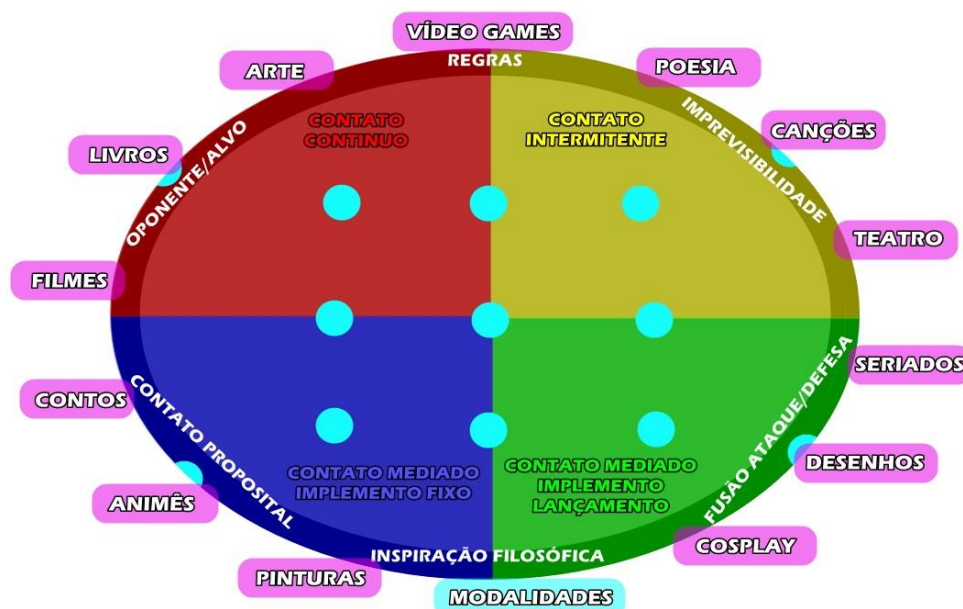 VÍDEO GAMES
REGRAS
ARTE
POESIA
CONTATO
CONTINUO
CONTATO
INTERMITENTE
IMPREVISIBILIDADE
CANÇÕES
LIVROS
OPONENTE/ALVO
TEATRO
FILMES
SERIADOS
CONTOS
CONTATO PROPOSITAL
FUSÃO ATAQUE/DEFESA
DESENHOS
CONTATO MEDIADO
IMPLEMENTO FIXO
CONTATO MEDIADO
IMPLEMENTO
LANÇAMENTO
ANIMÊS
COSPLAY
INSPIRAÇÃO FILOSÓFICA
PINTURAS
MODALIDADES